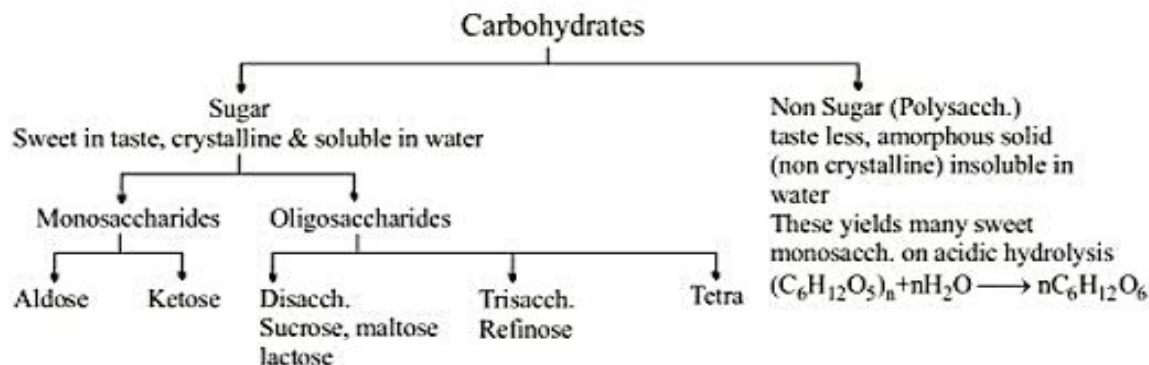 Carbohydrates
Sugar
Sweet in taste, crystalline & soluble in water
Non Sugar (Polysacch.)
taste less, amorphous solid
(non crystalline) insoluble in
water
These yields many sweet
monosacch. on acidic hydrolysis
(C₆H₁₂O₅)ₙ+nH₂O ⟶ nC₆H₁₂O₆
Monosaccharides
Oligosaccharides
Aldose
Ketose
Disacch.
Sucrose, maltose
lactose
Trisacch.
Refinose
Tetra